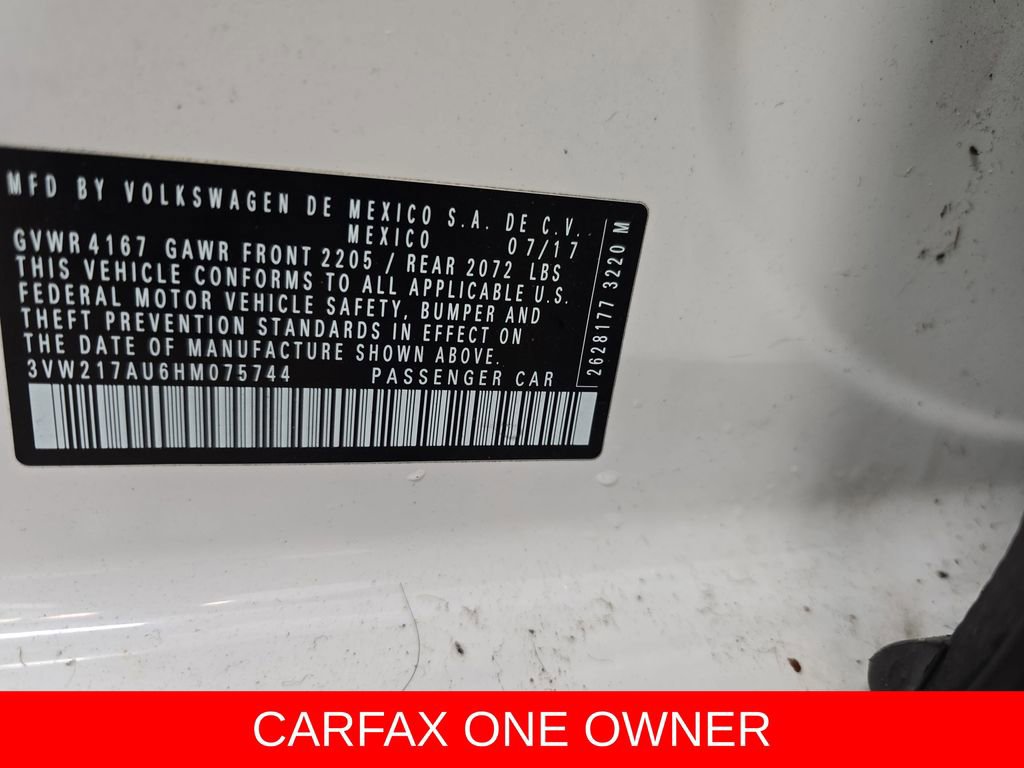 MFD BY VOLKSWAGEN DE MEXICO S.A. DE C.V.
MEXICO 07/17
GVWR 4167 GAWR FRONT 2205 / REAR 2072 LBS
THIS VEHICLE CONFORMS TO ALL APPLICABLE U.S.
FEDERAL MOTOR VEHICLE SAFETY, BUMPER AND
THEFT PREVENTION STANDARDS IN EFFECT ON
THE DATE OF MANUFACTURE SHOWN ABOVE.
3VW217AU6HM075744 PASSENGER CAR
2628177 3220 M
CARFAX ONE OWNER